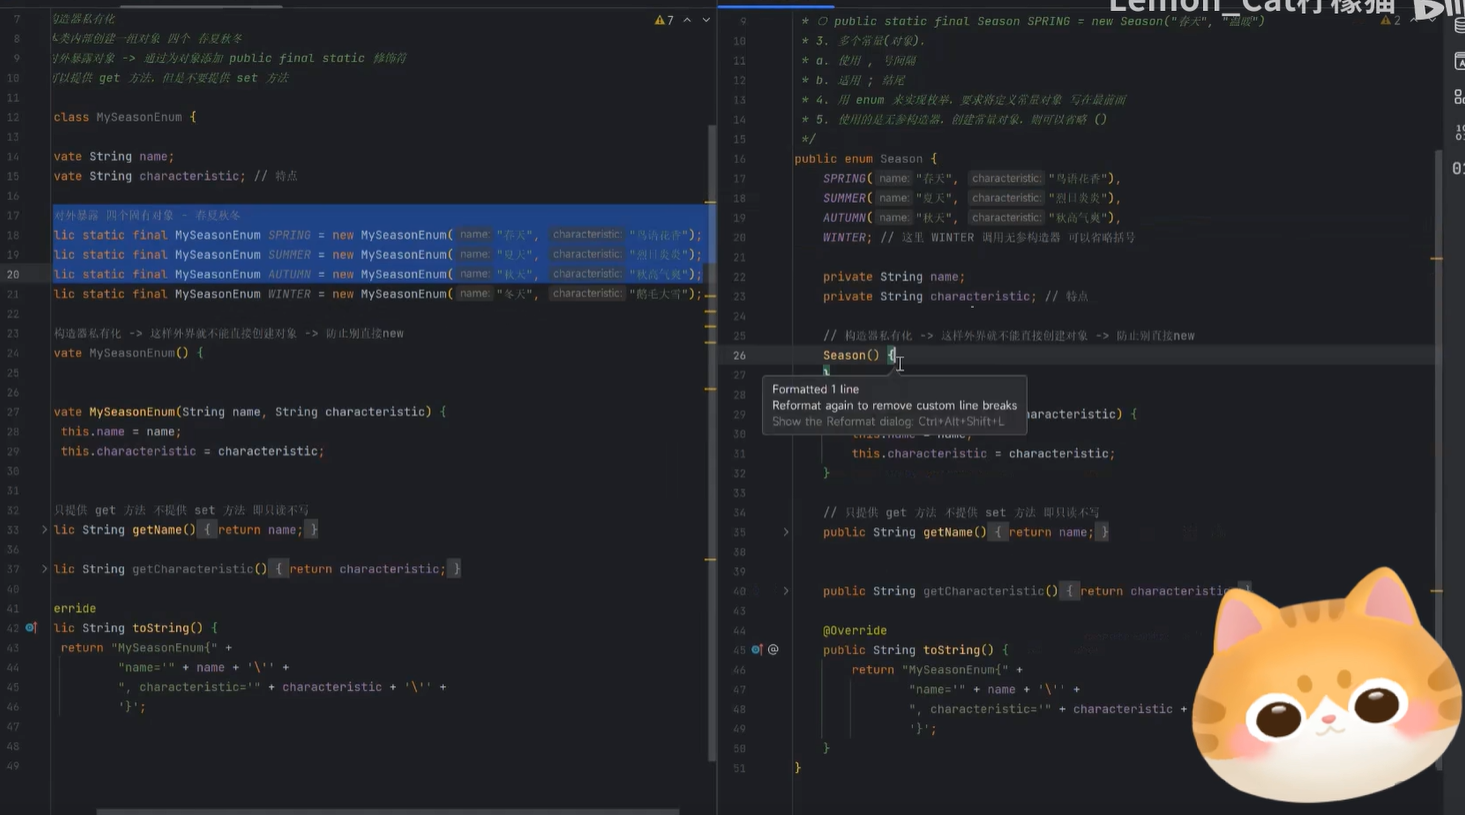 Lemon_Cat柠檬猫
7
构造器私有化
8
本类内部创建一组对象 四个 春夏秋冬
9
对外暴露对象 -> 通过为对象添加 public final static 修饰符
10
可以提供 get 方法，但是不要提供 set 方法
11
12 class MySeasonEnum {
13
14 vate String name;
15 vate String characteristic; // 特点
16
17 对外暴露 四个固有对象 - 春夏秋冬
18 lic static final MySeasonEnum SPRING = new MySeasonEnum( name: "春天", characteristic: "鸟语花香");
19 lic static final MySeasonEnum SUMMER = new MySeasonEnum( name: "夏天", characteristic: "烈日炎炎");
20 lic static final MySeasonEnum AUTUMN = new MySeasonEnum( name: "秋天", characteristic: "秋高气爽");
21 lic static final MySeasonEnum WINTER = new MySeasonEnum( name: "冬天", characteristic: "鹅毛大雪");
22
23 构造器私有化 -> 这样外界就不能直接创建对象 -> 防止别直接new
24 vate MySeasonEnum() {
25
26
27 vate MySeasonEnum(String name, String characteristic) {
28 this.name = name;
29 this.characteristic = characteristic;
30
31
32 只提供 get 方法 不提供 set 方法 即只读不写
33 lic String getName() { return name; }
36
37 lic String getCharacteristic() { return characteristic; }
40
41 erride
42 lic String toString() {
43 return "MySeasonEnum{" +
44 "name='" + name + '\'' +
45 ", characteristic='" + characteristic + '\'' +
46 '}';
47
48
49
9 * ○ public static final Season SPRING = new Season("春天", "温暖")
2
10 * 3. 多个常量(对象).
11 * a. 使用 , 号间隔
12 * b. 适用 ; 结尾
13 * 4. 用 enum 来实现枚举，要求将定义常量对象 写在最前面
14 * 5. 使用的是无参构造器，创建常量对象，则可以省略 ()
15 */
16 public enum Season {
17 SPRING( name: "春天", characteristic: "鸟语花香"),
18 SUMMER( name: "夏天", characteristic: "烈日炎炎"),
19 AUTUMN( name: "秋天", characteristic: "秋高气爽"),
20 WINTER; // 这里 WINTER 调用无参构造器 可以省略括号
21
22 private String name;
23 private String characteristic; // 特点
24
25 // 构造器私有化 -> 这样外界就不能直接创建对象 -> 防止别直接new
26 Season() {
27 }
28
Formatted 1 line
Reformat again to remove custom line breaks
Show the Reformat dialog: Ctrl+Alt+Shift+L
29 haracteristic) {
30 this.name = name;
31 this.characteristic = characteristic;
32 }
33
34 // 只提供 get 方法 不提供 set 方法 即只读不写
35 public String getName() { return name; }
38
39
40 public String getCharacteristic() { return characteristic
43
44 @Override
45 public String toString() {
46 return "MySeasonEnum{" +
47 "name='" + name + '\'' +
48 ", characteristic='" + characteristic +
49 '}';
50 }
51 }